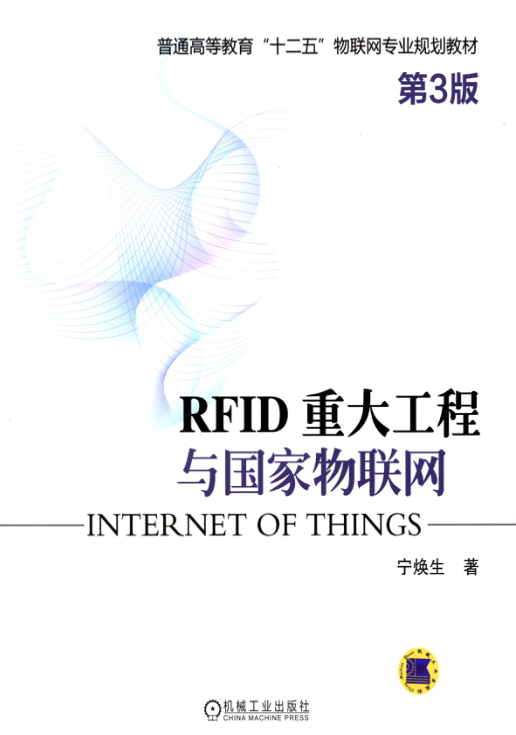 普通高等教育“十二五”物联网专业规划教材
第3版
RFID 重大工程
与国家物联网
INTERNET OF THINGS
宁焕生 著
机械工业出版社
CHINA MACHINE PRESS